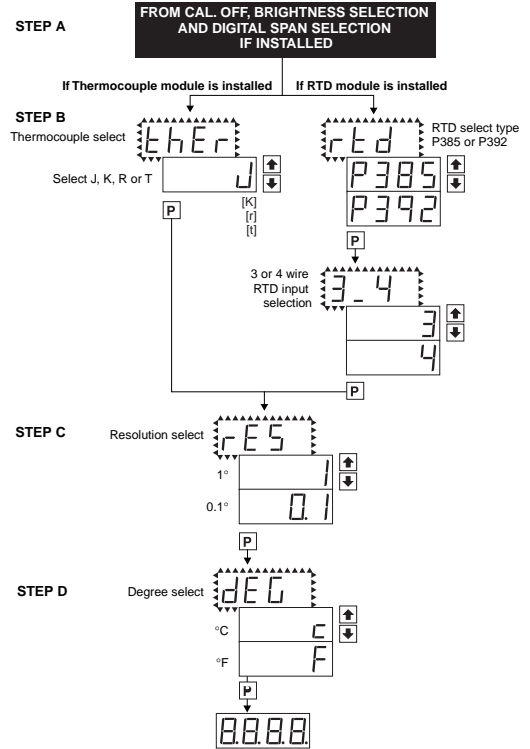 STEP A
FROM CAL. OFF, BRIGHTNESS SELECTION
AND DIGITAL SPAN SELECTION
IF INSTALLED
If Thermocouple module is installed
If RTD module is installed
STEP B
Thermocouple select
thEr
Select J, K, R or T
J
[K]
[r]
[t]
P
rtd
RTD select type
P385 or P392
P385
P392
P
3 or 4 wire
RTD input
selection
3_4
3
4
P
STEP C
Resolution select
rES
1°
1
0.1°
0.1
P
STEP D
Degree select
dEG
°C
c
°F
F
P
8.8.8.8.